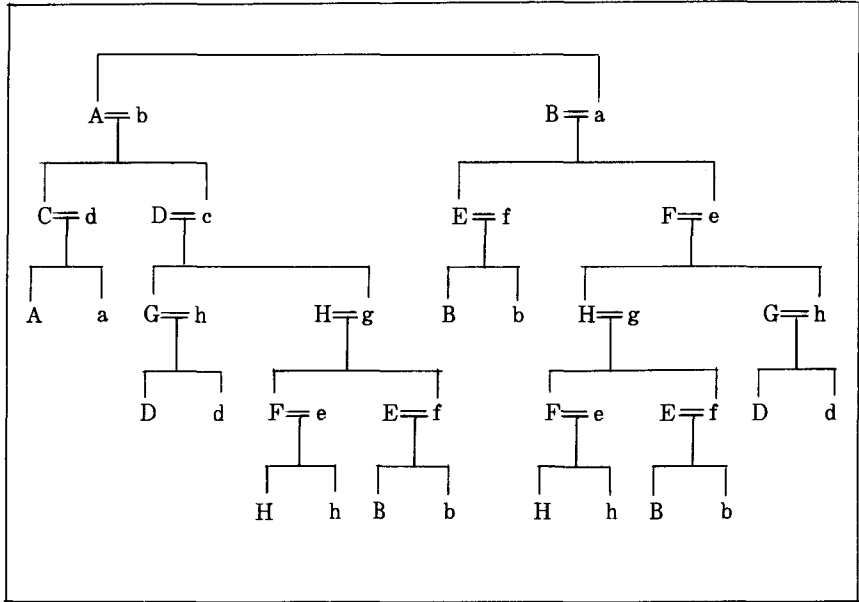 A═b B═a
C═d D═c E═f F═e
A a G═h H═g B b H═g G═h
D d F═e E═f F═e E═f D d
H h B b H h B b